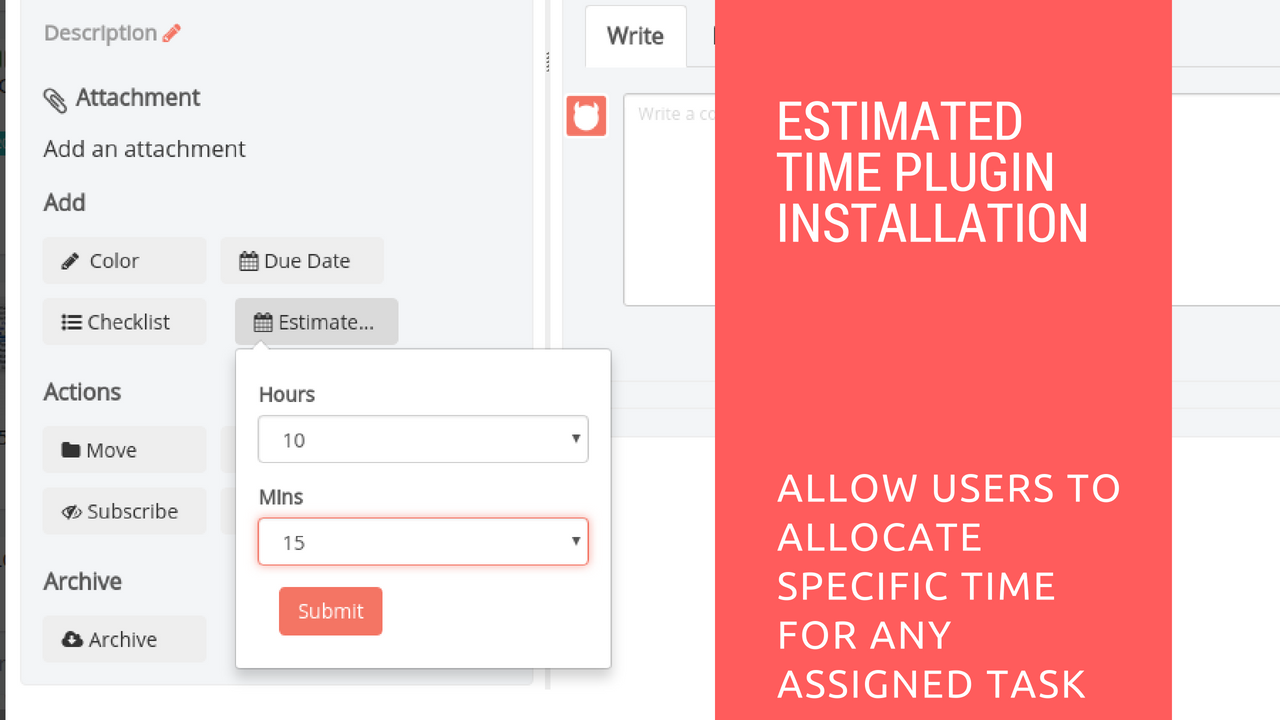 Description
Attachment
Add an attachment
Add
Color
Due Date
Checklist
Estimate...
Actions
Move
Subscribe
Archive
Archive
Hours
10
Mins
15
Submit
Write
Write a co
ESTIMATED
TIME PLUGIN
INSTALLATION
ALLOW USERS TO
ALLOCATE
SPECIFIC TIME
FOR ANY
ASSIGNED TASK